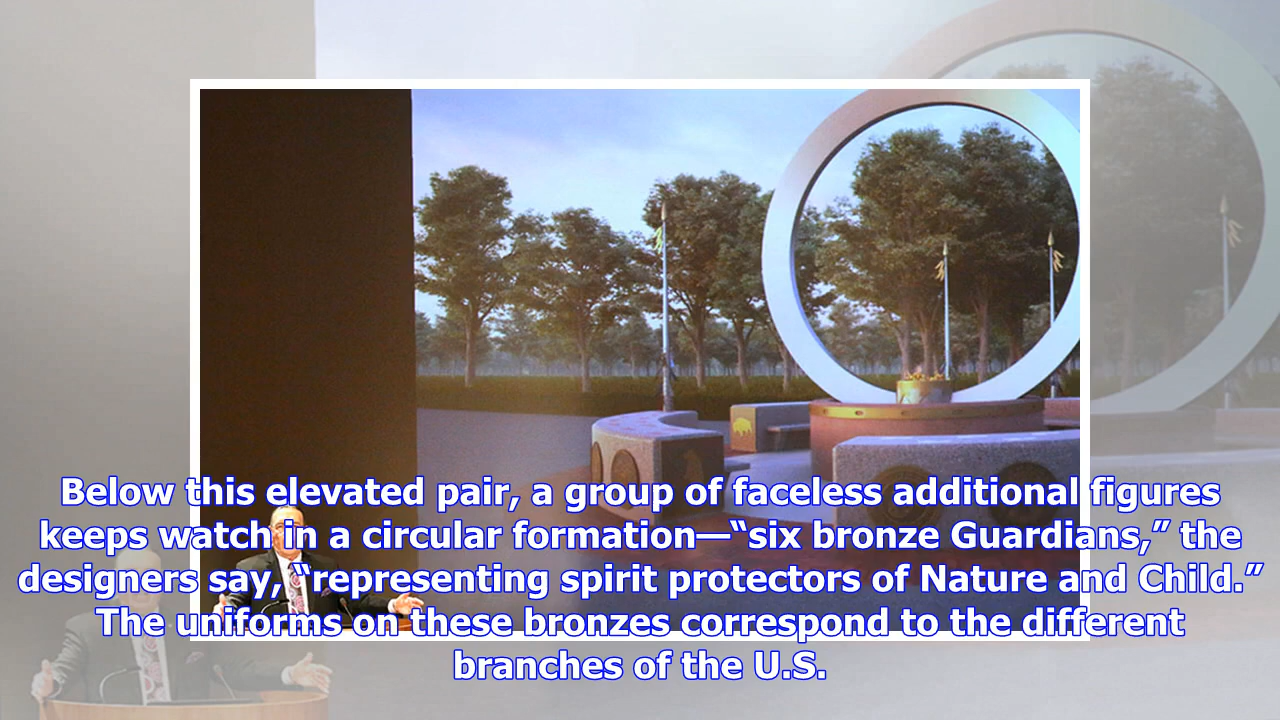 Below this elevated pair, a group of faceless additional figures
keeps watch in a circular formation—“six bronze Guardians,” the
designers say, “representing spirit protectors of Nature and Child.”
The uniforms on these bronzes correspond to the different
branches of the U.S.